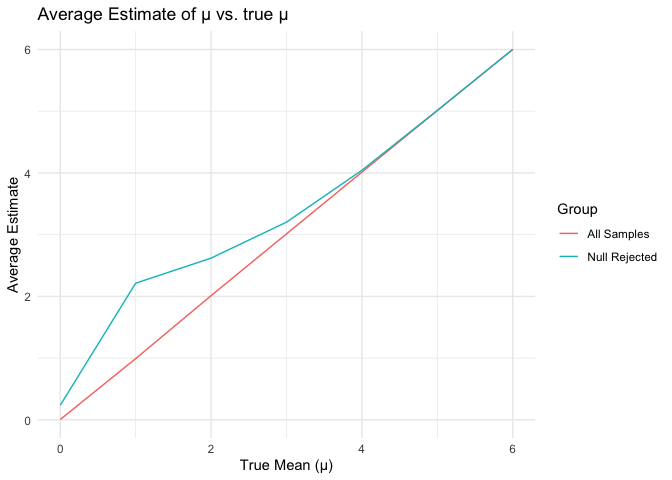 Average Estimate of μ vs. true μ
Average Estimate
6
4
2
0
0
2
4
6
True Mean (μ)
Group
All Samples
Null Rejected